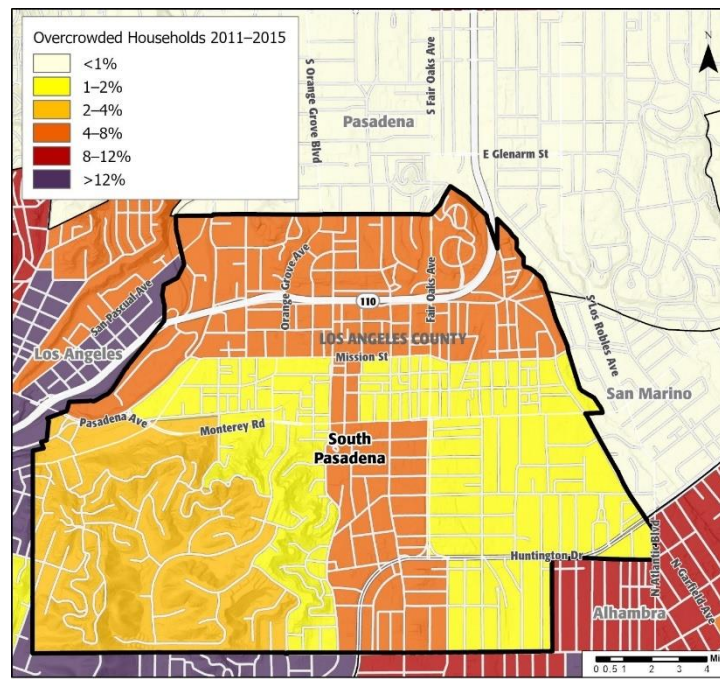 Overcrowded Households 2011–2015
<1%
1–2%
2–4%
4–8%
8–12%
>12%
N
S Orange Grove Blvd
S Fair Oaks Ave
Pasadena
E Glenarm St
San Pascual Ave
Orange Grove Ave
Fair Oaks Ave
110
Los Angeles
LOS ANGELES COUNTY
Mission St
S Los Robles Ave
San Marino
Pasadena Ave
Monterey Rd
South
Pasadena
Huntington Dr
N Atlantic Blvd
N Garfield Ave
Alhambra
0 0.5 1 2 3 4